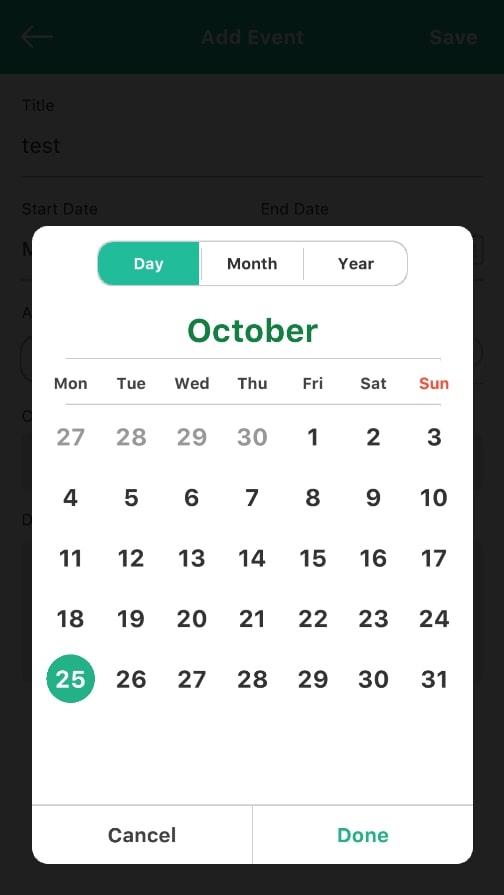 Add Event Save
Title
test
Start Date End Date
Day Month Year
October
Mon Tue Wed Thu Fri Sat Sun
27 28 29 30 1 2 3
4 5 6 7 8 9 10
11 12 13 14 15 16 17
18 19 20 21 22 23 24
25 26 27 28 29 30 31
Cancel Done